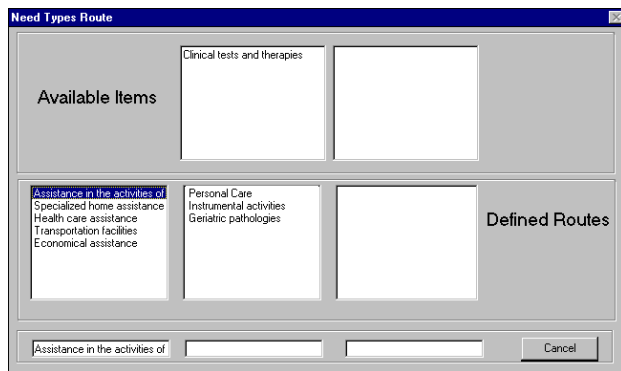 Need Types Route
Available Items
Clinical tests and therapies
Assistance in the activities of
Specialized home assistance
Health care assistance
Transportation facilities
Economical assistance
Personal Care
Instrumental activities
Geriatric pathologies
Defined Routes
Assistance in the activities of
Cancel